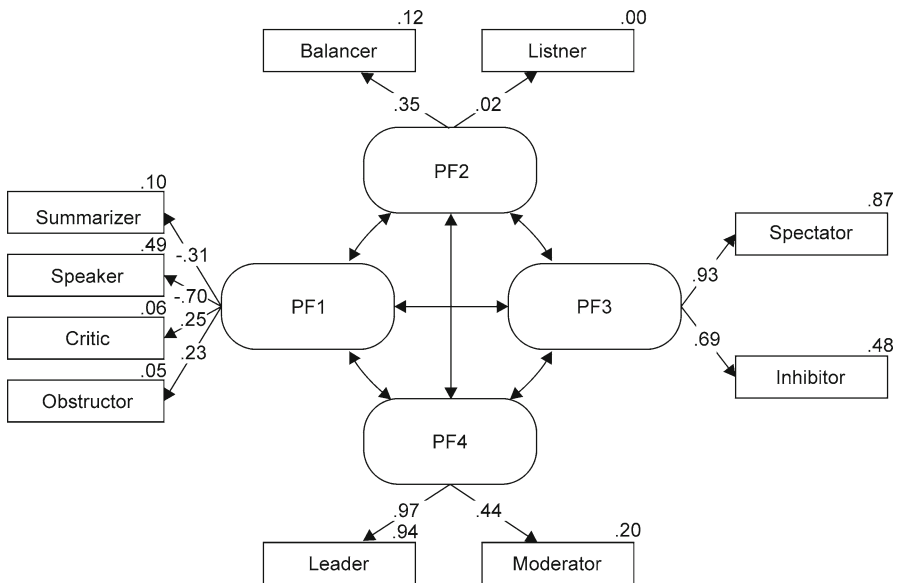 .12
.00
Balancer
Listner
.35
.02
PF2
.10
Summarizer
-.31
.49
Speaker
-.70
.06
.25
Critic
.23
.05
Obstructor
PF1
PF3
.87
Spectator
.93
.69
.48
Inhibitor
PF4
.97
.44
.94
.20
Leader
Moderator